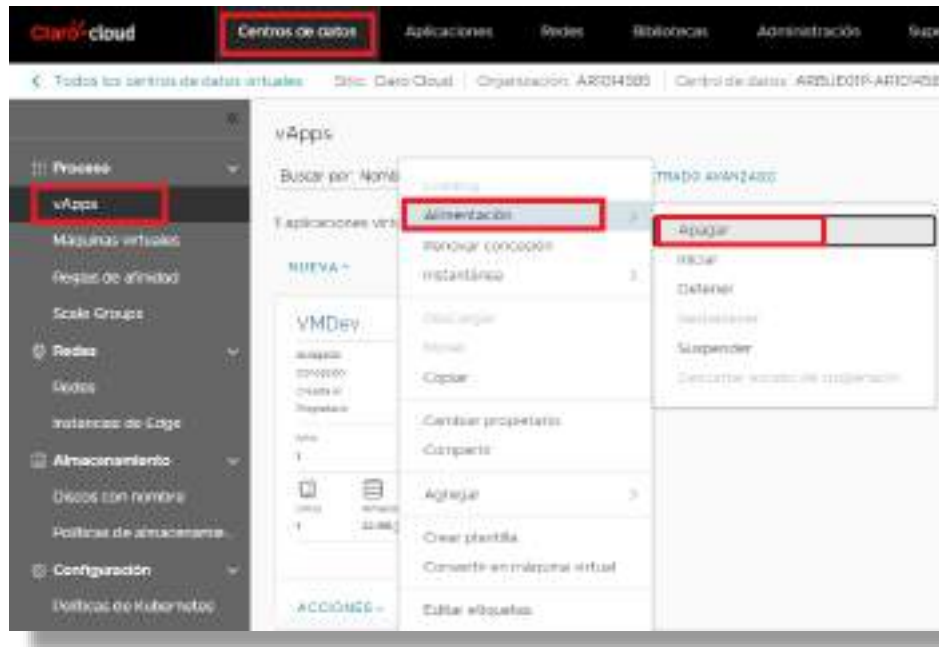 Claro-cloud
Centros de datos Aplicaciones Redes Bibliotecas Administración
Todos los centros de datos virtuales Sitio: Claro Cloud Organización: Centro de datos:
vApps
Proceso
Buscar por: TRADO AVANZADO
vApps
Alimentación
Apagar
Máquinas virtuales
Renovar concesión
Iniciar
Reglas de afinidad
NUEVA
Instantánea
Detener
Scale Groups
VMDev
Suspender
Redes
Copiar
Redes
Cambiar propietario
Instancias de Edge
Compartir
Almacenamiento
Discos con nombre
Agregar
Políticas de almacenamie...
Crear plantilla
Configuración
Convertir en máquina virtual
Políticas de Kubernetes
ACCIONES
Editar etiquetas